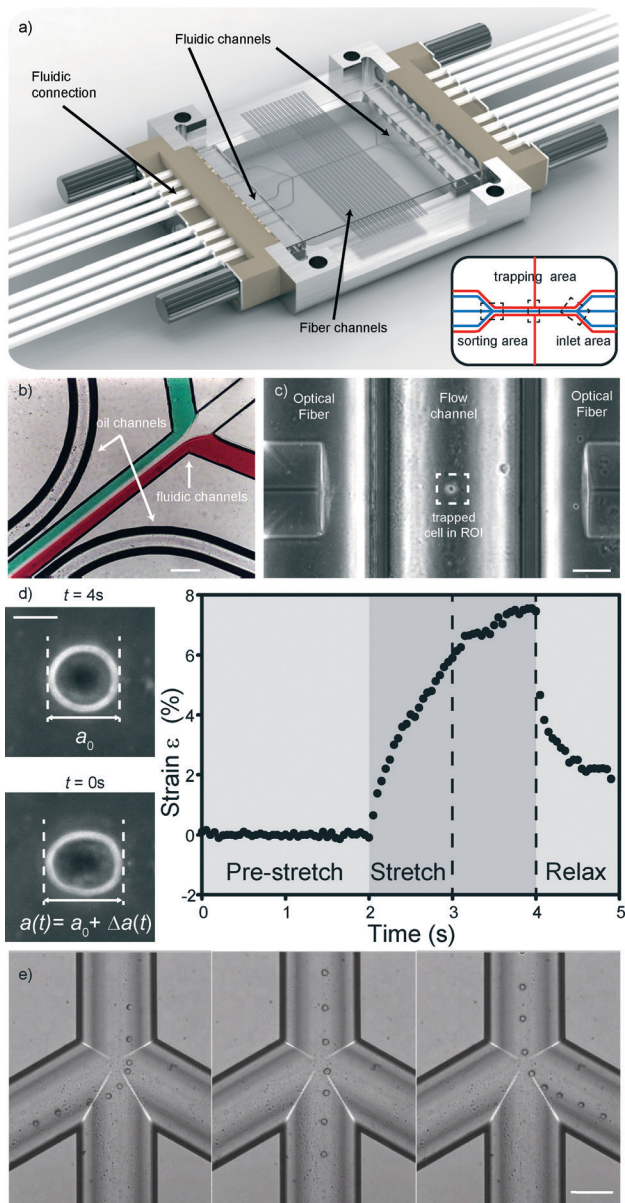 a)
Fluidic channels
Fluidic
connection
Fiber channels
trapping area
sorting area
inlet area
b)
oil channels
fluidic channels
c)
Optical
Fiber
Flow
channel
Optical
Fiber
trapped
cell in ROI
d)
t = 4s
a0
t = 0s
a(t)= a0 + Δa(t)
8
6
4
2
0
-2
Strain ε (%)
Pre-stretch
Stretch
Relax
0
1
2
3
4
5
Time (s)
e)